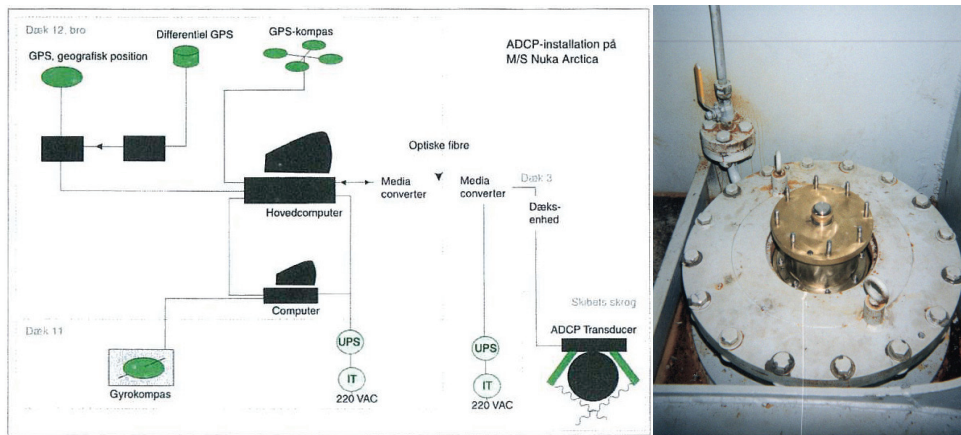 Dæk 12, bro
Differentiel GPS
GPS-kompas
GPS, geografisk position
ADCP-installation på
M/S Nuka Arctica
Optiske fibre
Media
converter
Media
converter
Dæk 3
Hovedcomputer
Dæks-
enhed
Skibets skrog
Computer
Dæk 11
ADCP Transducer
UPS
UPS
IT
IT
Gyrokompas
220 VAC
220 VAC